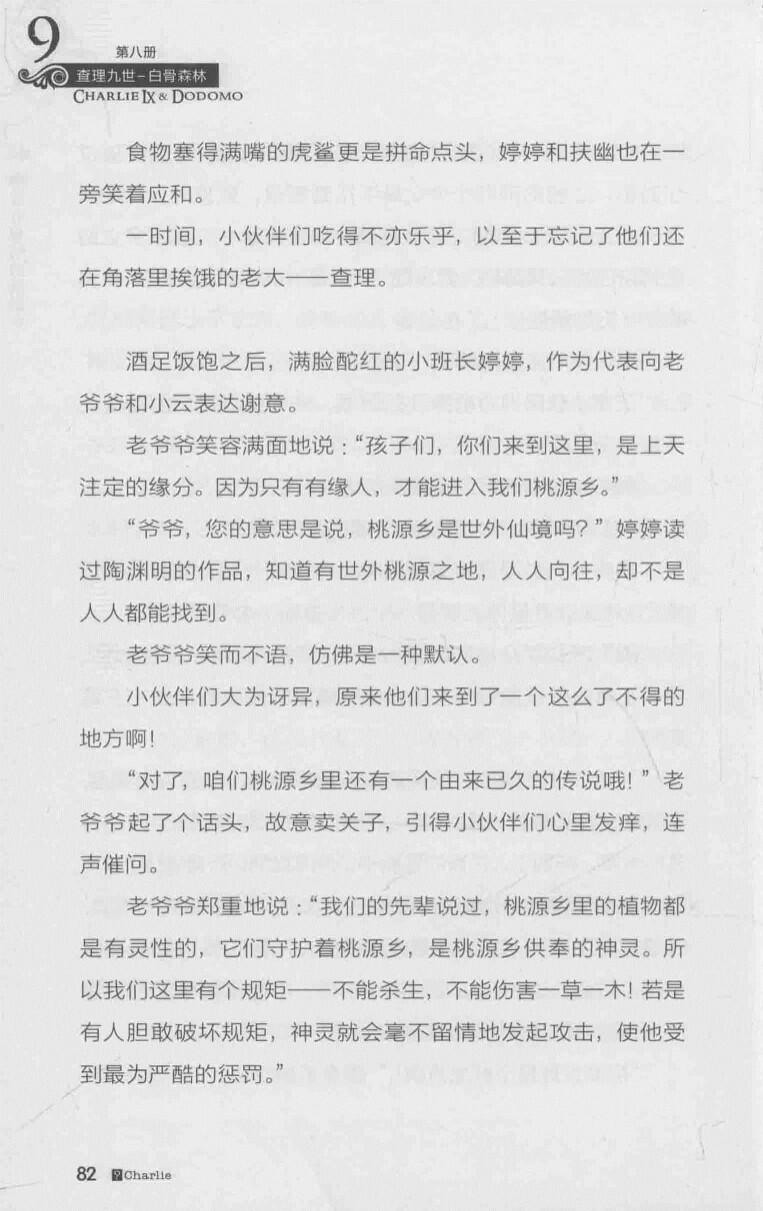 9
第八册
查理九世-白骨森林
CHARLIE IX & DODOMO
食物塞得满嘴的虎鲨更是拼命点头，婷婷和扶幽也在一
旁笑着应和。
一时间，小伙伴们吃得不亦乐乎，以至于忘记了他们还
在角落里挨饿的老大——查理。
酒足饭饱之后，满脸酡红的小班长婷婷，作为代表向老
爷爷和小云表达谢意。
老爷爷笑容满面地说：“孩子们，你们来到这里，是上天
注定的缘分。因为只有有缘人，才能进入我们桃源乡。”
“爷爷，您的意思是说，桃源乡是世外仙境吗？”婷婷读
过陶渊明的作品，知道有世外桃源之地，人人向往，却不是
人人都能找到。
老爷爷笑而不语，仿佛是一种默认。
小伙伴们大为讶异，原来他们来到了一个这么了不得的
地方啊！
“对了，咱们桃源乡里还有一个由来已久的传说哦！”老
爷爷起了个话头，故意卖关子，引得小伙伴们心里发痒，连
声催问。
老爷爷郑重地说：“我们的先辈说过，桃源乡里的植物都
是有灵性的，它们守护着桃源乡，是桃源乡供奉的神灵。所
以我们这里有个规矩——不能杀生，不能伤害一草一木！若是
有人胆敢破坏规矩，神灵就会毫不留情地发起攻击，使他受
到最为严酷的惩罚。”
82 9 Charlie